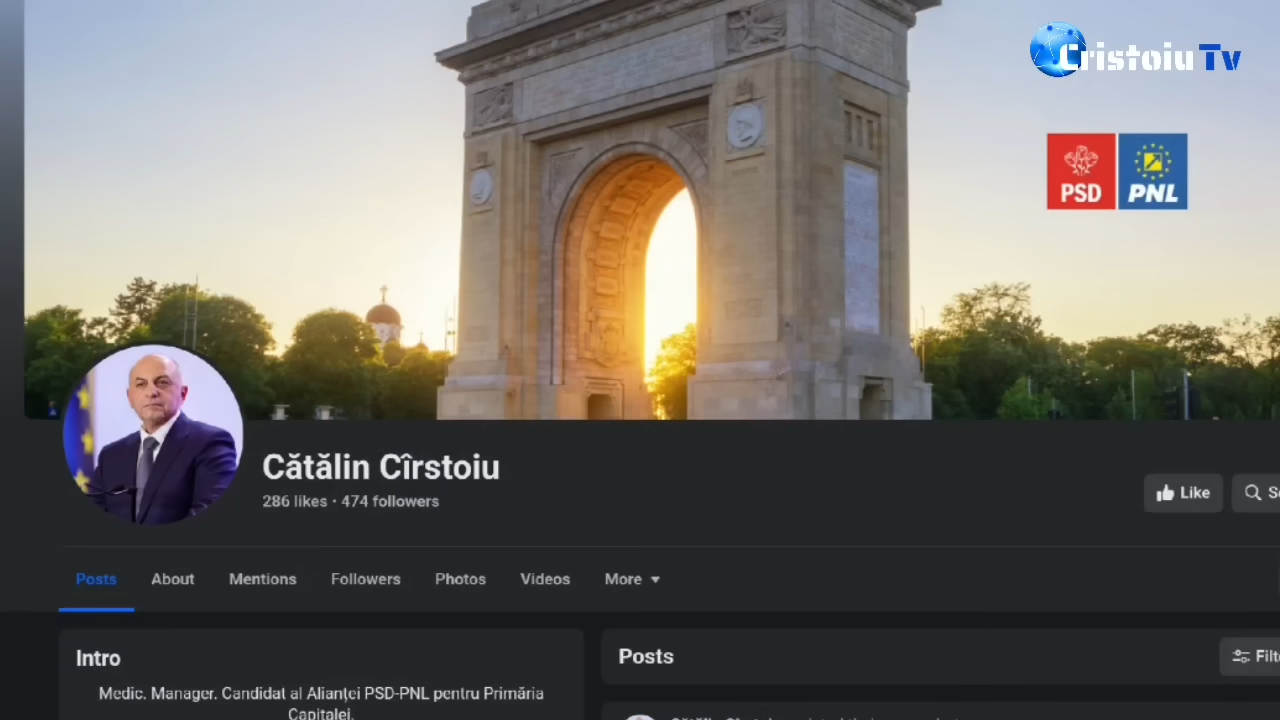 Cristoiu Tv
PSD PNL
Cătălin Cîrstoiu
286 likes · 474 followers
Like
Posts About Mentions Followers Photos Videos More
Intro
Posts
Medic. Manager. Candidat al Alianței PSD-PNL pentru Primăria
Capitalei.